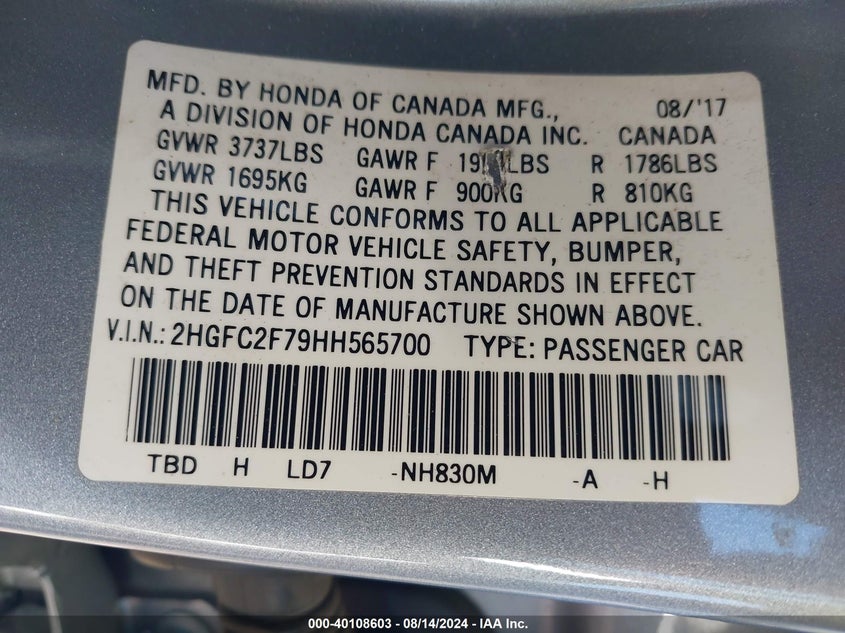 MFD. BY HONDA OF CANADA MFG., 08/'17
A DIVISION OF HONDA CANADA INC. CANADA
GVWR 3737LBS GAWR F R 1786LBS
GVWR 1695KG GAWR F 900KG R 810KG
THIS VEHICLE CONFORMS TO ALL APPLICABLE
FEDERAL MOTOR VEHICLE SAFETY, BUMPER,
AND THEFT PREVENTION STANDARDS IN EFFECT
ON THE DATE OF MANUFACTURE SHOWN ABOVE.
V.I.N.: 2HGFC2F79HH565700 TYPE: PASSENGER CAR
TBD H LD7 -NH830M -A -H
000-40108603 - 08/14/2024 - IAA Inc.